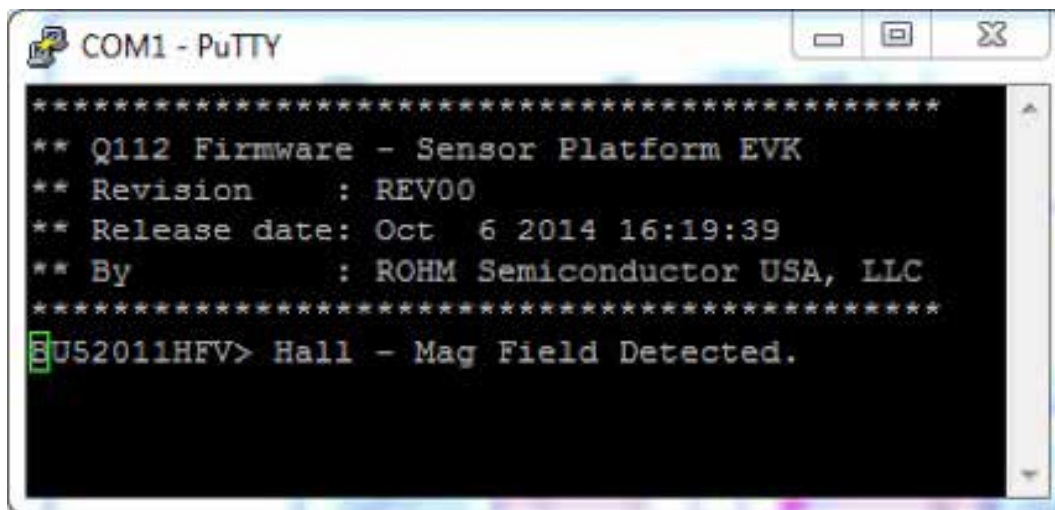 COM1 - PuTTY
*********************************************
** Q112 Firmware - Sensor Platform EVK
** Revision    : REV00
** Release date: Oct  6 2014 16:19:39
** By          : ROHM Semiconductor USA, LLC
*********************************************
BU52011HFV> Hall - Mag Field Detected.